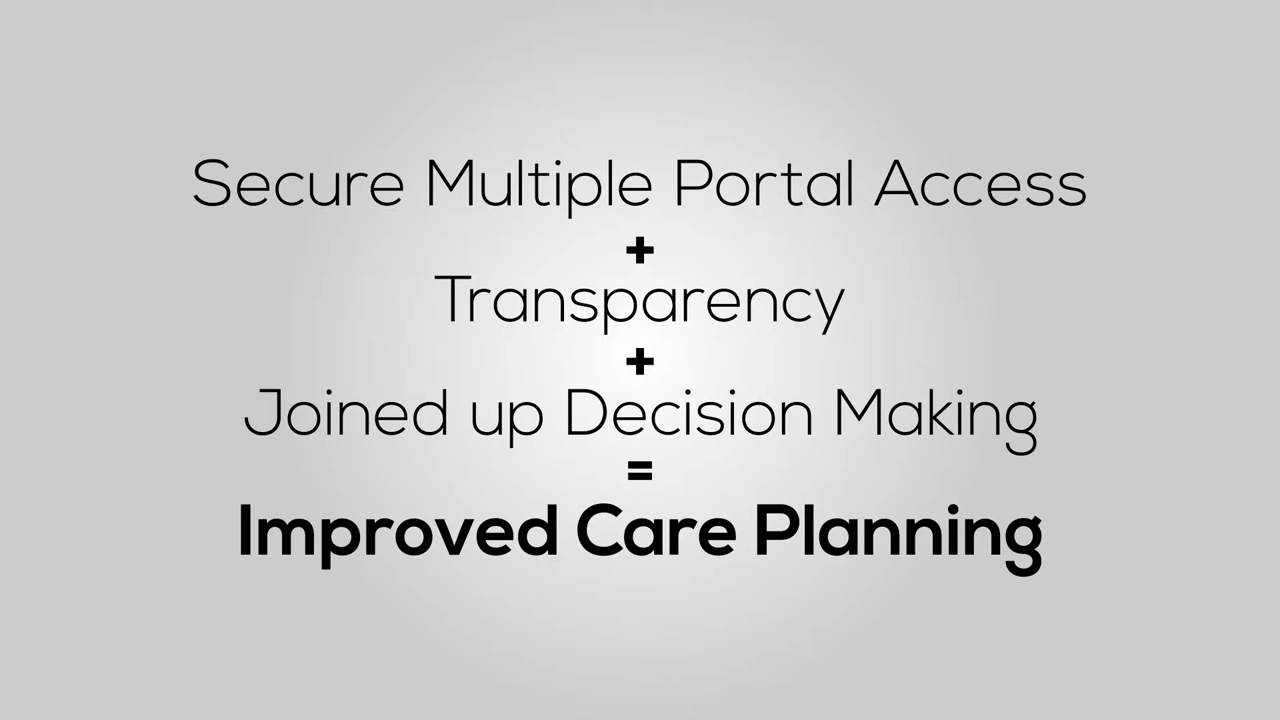 Secure Multiple Portal Access
+
Transparency
+
Joined up Decision Making
=
Improved Care Planning